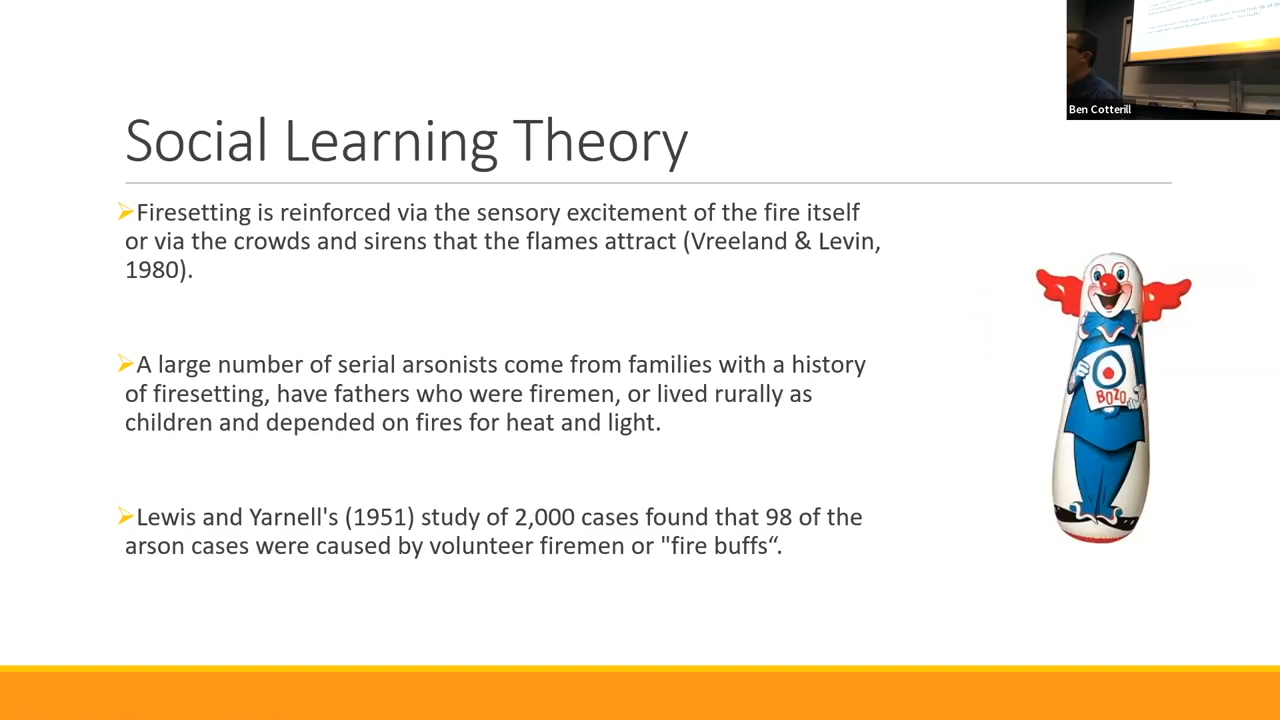 Ben Cotterill
Social Learning Theory
Firesetting is reinforced via the sensory excitement of the fire itself
or via the crowds and sirens that the flames attract (Vreeland & Levin,
1980).
A large number of serial arsonists come from families with a history
of firesetting, have fathers who were firemen, or lived rurally as
children and depended on fires for heat and light.
Lewis and Yarnell's (1951) study of 2,000 cases found that 98 of the
arson cases were caused by volunteer firemen or "fire buffs“.
BOZO